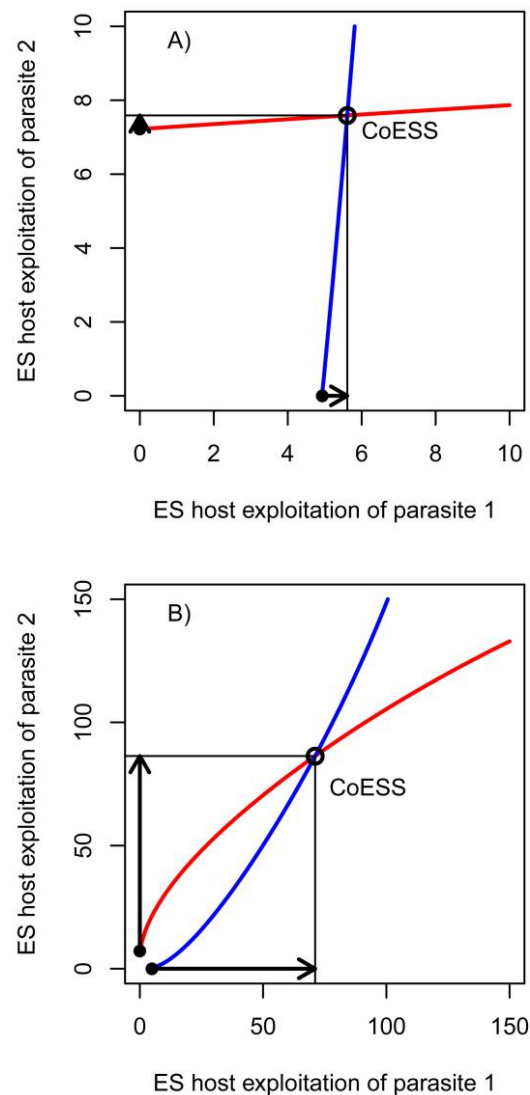 A)
10
8
6
4
2
0
ES host exploitation of parasite 2
CoESS
0 2 4 6 8 10
ES host exploitation of parasite 1
B)
150
100
50
0
ES host exploitation of parasite 2
CoESS
0 50 100 150
ES host exploitation of parasite 1